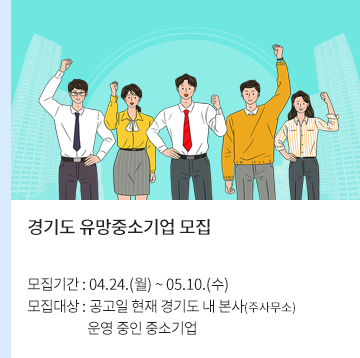 경기도 유망중소기업 모집
모집기간 : 04.24.(월) ~ 05.10.(수)
모집대상 : 공고일 현재 경기도 내 본사(주사무소)
운영 중인 중소기업